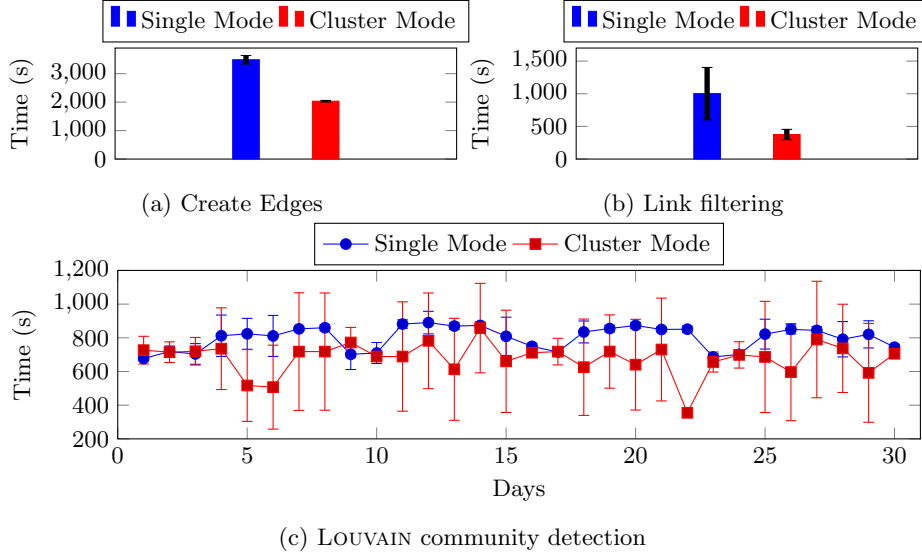 Single Mode Cluster Mode
3,000
2,000
1,000
0
Time (s)
(a) Create Edges
Single Mode Cluster Mode
1,500
1,000
500
0
Time (s)
(b) Link filtering
Single Mode Cluster Mode
1,200
1,000
800
600
400
200
Time (s)
0 5 10 15 20 25 30
Days
(c) LOUVAIN community detection